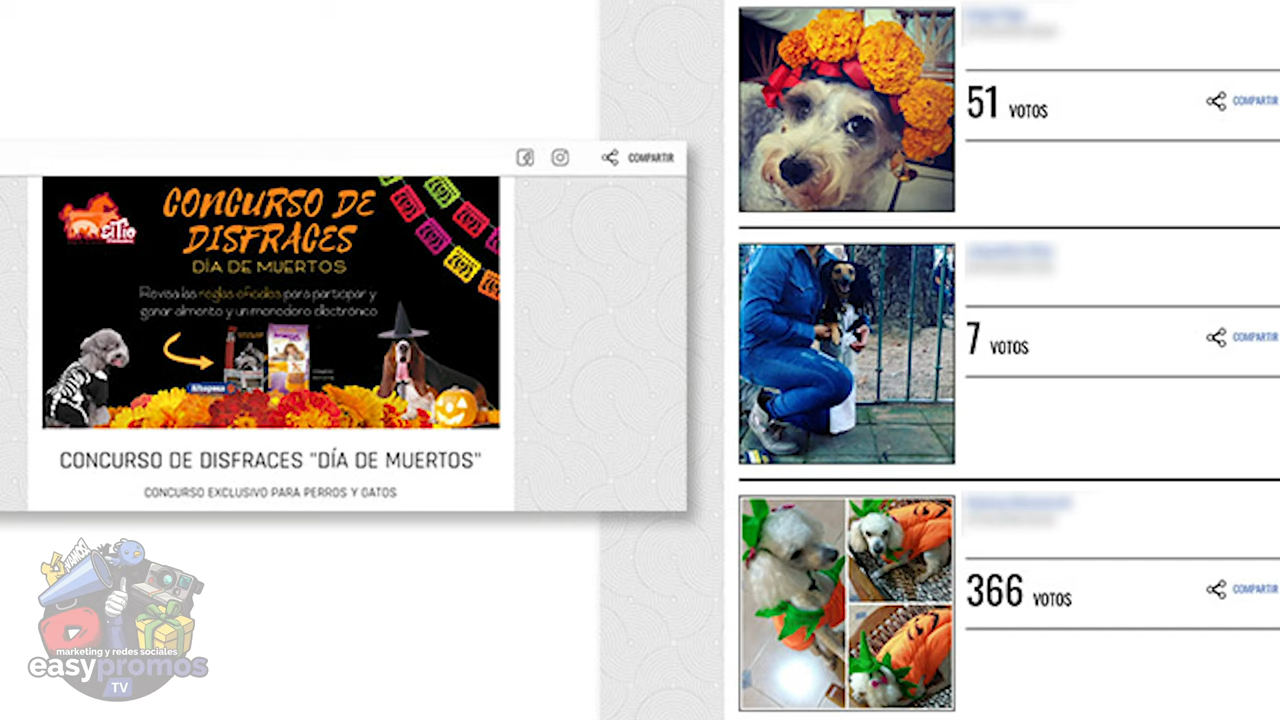 COMPARTIR
El Tío
CONCURSO DE
DISFRACES
DÍA DE MUERTOS
Revisa las reglas oficiales para participar y
ganar alimento y un monedero electrónico
CONCURSO DE DISFRACES "DÍA DE MUERTOS"
CONCURSO EXCLUSIVO PARA PERROS Y GATOS
marketing y redes sociales
easypromos
TV
51 VOTOS
COMPARTIR
7 VOTOS
COMPARTIR
366 VOTOS
COMPARTIR